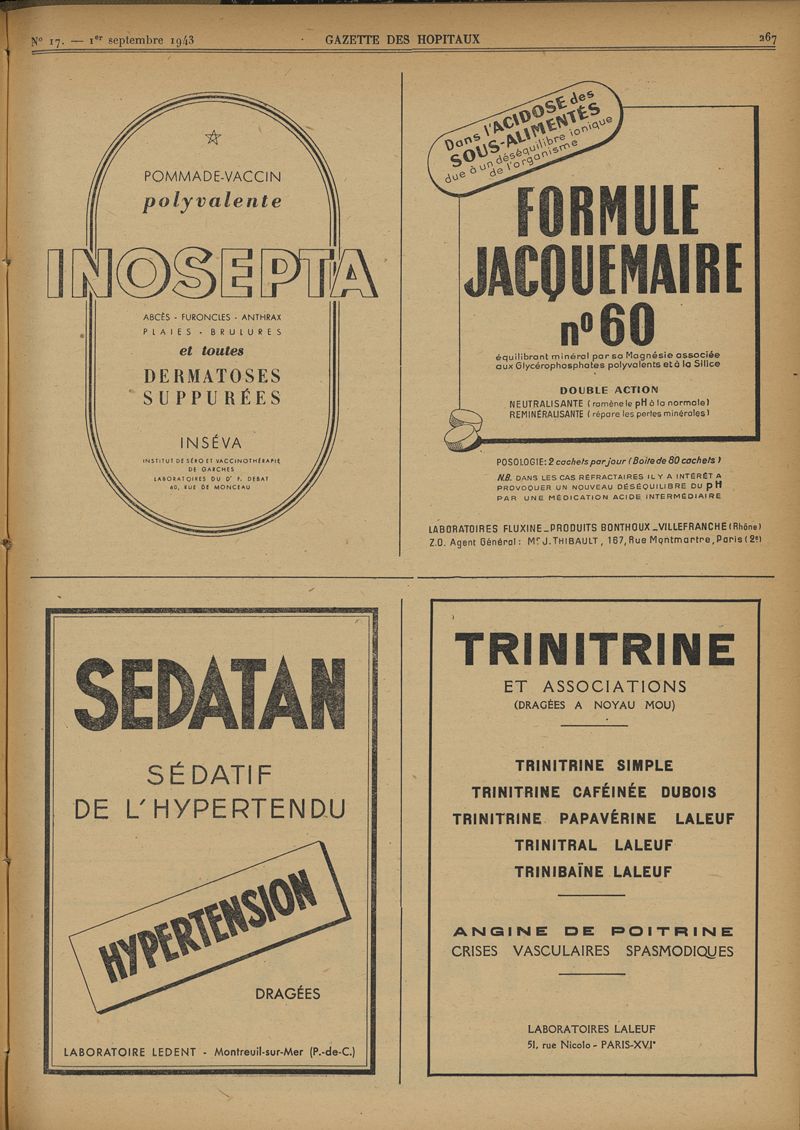 N° 17. — 1er septembre 1943
GAZETTE DES HOPITAUX
267
POMMADE-VACCIN
polyvalente
INOSEPTA
ABCÈS - FURONCLES - ANTHRAX
PLAIES - BRULURES
et toutes
DERMATOSES
SUPPURÉES
INSÉVA
INSTITUT DE SÉRO ET VACCINOTHÉRAPIE
DE GARCHES
LABORATOIRES DU Dr F. DEBAT
60, RUE DE MONCEAU
Dans l'ACIDOSE des
SOUS-ALIMENTÉS
due à un déséquilibre ionique
de l'organisme
FORMULE
JACQUEMAIRE
n° 60
équilibrant minéral par sa Magnésie associée
aux Glycérophosphates polyvalents et à la Silice
DOUBLE ACTION
NEUTRALISANTE (ramène le pH à la normale)
REMINÉRALISANTE (répare les pertes minérales)
POSOLOGIE: 2 cachets par jour (Boîte de 80 cachets)
N.B. DANS LES CAS RÉFRACTAIRES IL Y A INTÉRÊT A
PROVOQUER UN NOUVEAU DÉSÉQUILIBRE DU pH
PAR UNE MÉDICATION ACIDE INTERMÉDIAIRE
LABORATOIRES FLUXINE_PRODUITS BONTHOUX_VILLEFRANCHE (Rhône)
Z.O. Agent Général: Mr J. THIBAULT, 167, Rue Montmartre, Paris (2e)
SEDATAN
SÉDATIF
DE L'HYPERTENDU
HYPERTENSION
DRAGÉES
LABORATOIRE LEDENT - Montreuil-sur-Mer (P.-de-C.)
TRINITRINE
ET ASSOCIATIONS
(DRAGÉES A NOYAU MOU)
TRINITRINE SIMPLE
TRINITRINE CAFÉINÉE DUBOIS
TRINITRINE PAPAVÉRINE LALEUF
TRINITRAL LALEUF
TRINIBAÏNE LALEUF
ANGINE DE POITRINE
CRISES VASCULAIRES SPASMODIQUES
LABORATOIRES LALEUF
51, rue Nicolo - PARIS-XVIe